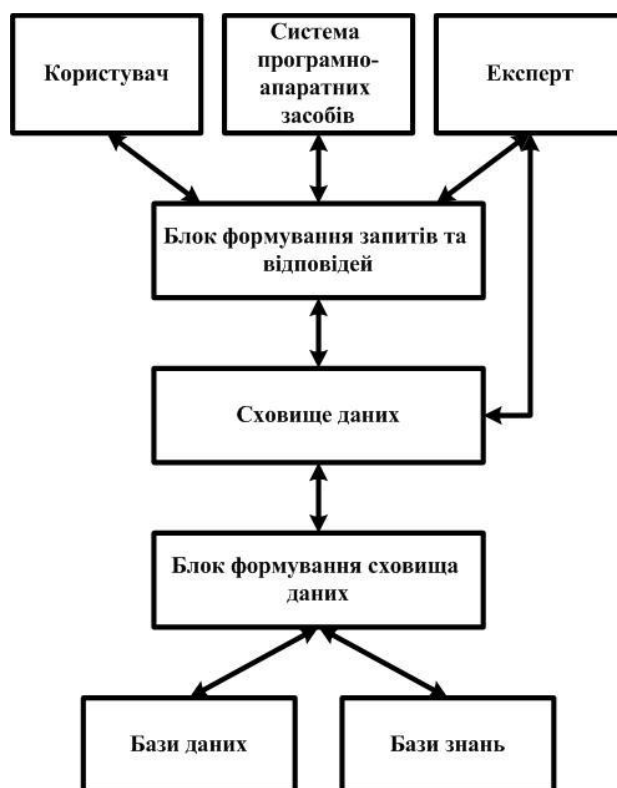 Користувач
Система
програмно-
апаратних
засобів
Експерт
Блок формування запитів та
відповідей
Сховище даних
Блок формування сховища
даних
Бази даних
Бази знань